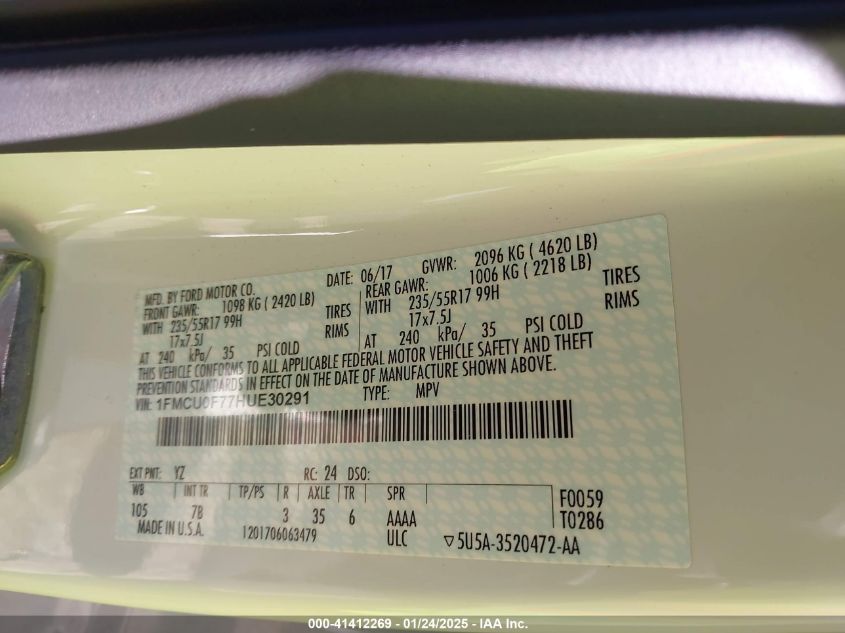 MFD. BY FORD MOTOR CO. DATE: 06/17 GVWR: 2096 KG ( 4620 LB)
FRONT GAWR: 1098 KG ( 2420 LB) REAR GAWR: 1006 KG ( 2218 LB)
WITH 235/55R17 99H TIRES WITH 235/55R17 99H TIRES
17x7.5J RIMS 17x7.5J RIMS
AT 240 kPa/ 35 PSI COLD AT 240 kPa/ 35 PSI COLD
THIS VEHICLE CONFORMS TO ALL APPLICABLE FEDERAL MOTOR VEHICLE SAFETY AND THEFT
PREVENTION STANDARDS IN EFFECT ON THE DATE OF MANUFACTURE SHOWN ABOVE.
VIN: 1FMCU0F77HUE30291 TYPE: MPV
EXT PNT: YZ RC: 24 DSO:
WB INT TR TP/PS R AXLE TR SPR F0059
105 7B 3 35 6 AAAA T0286
MADE IN U.S.A. 1201706063479 ULC ▽5U5A-3520472-AA
000-41412269 - 01/24/2025 - IAA Inc.